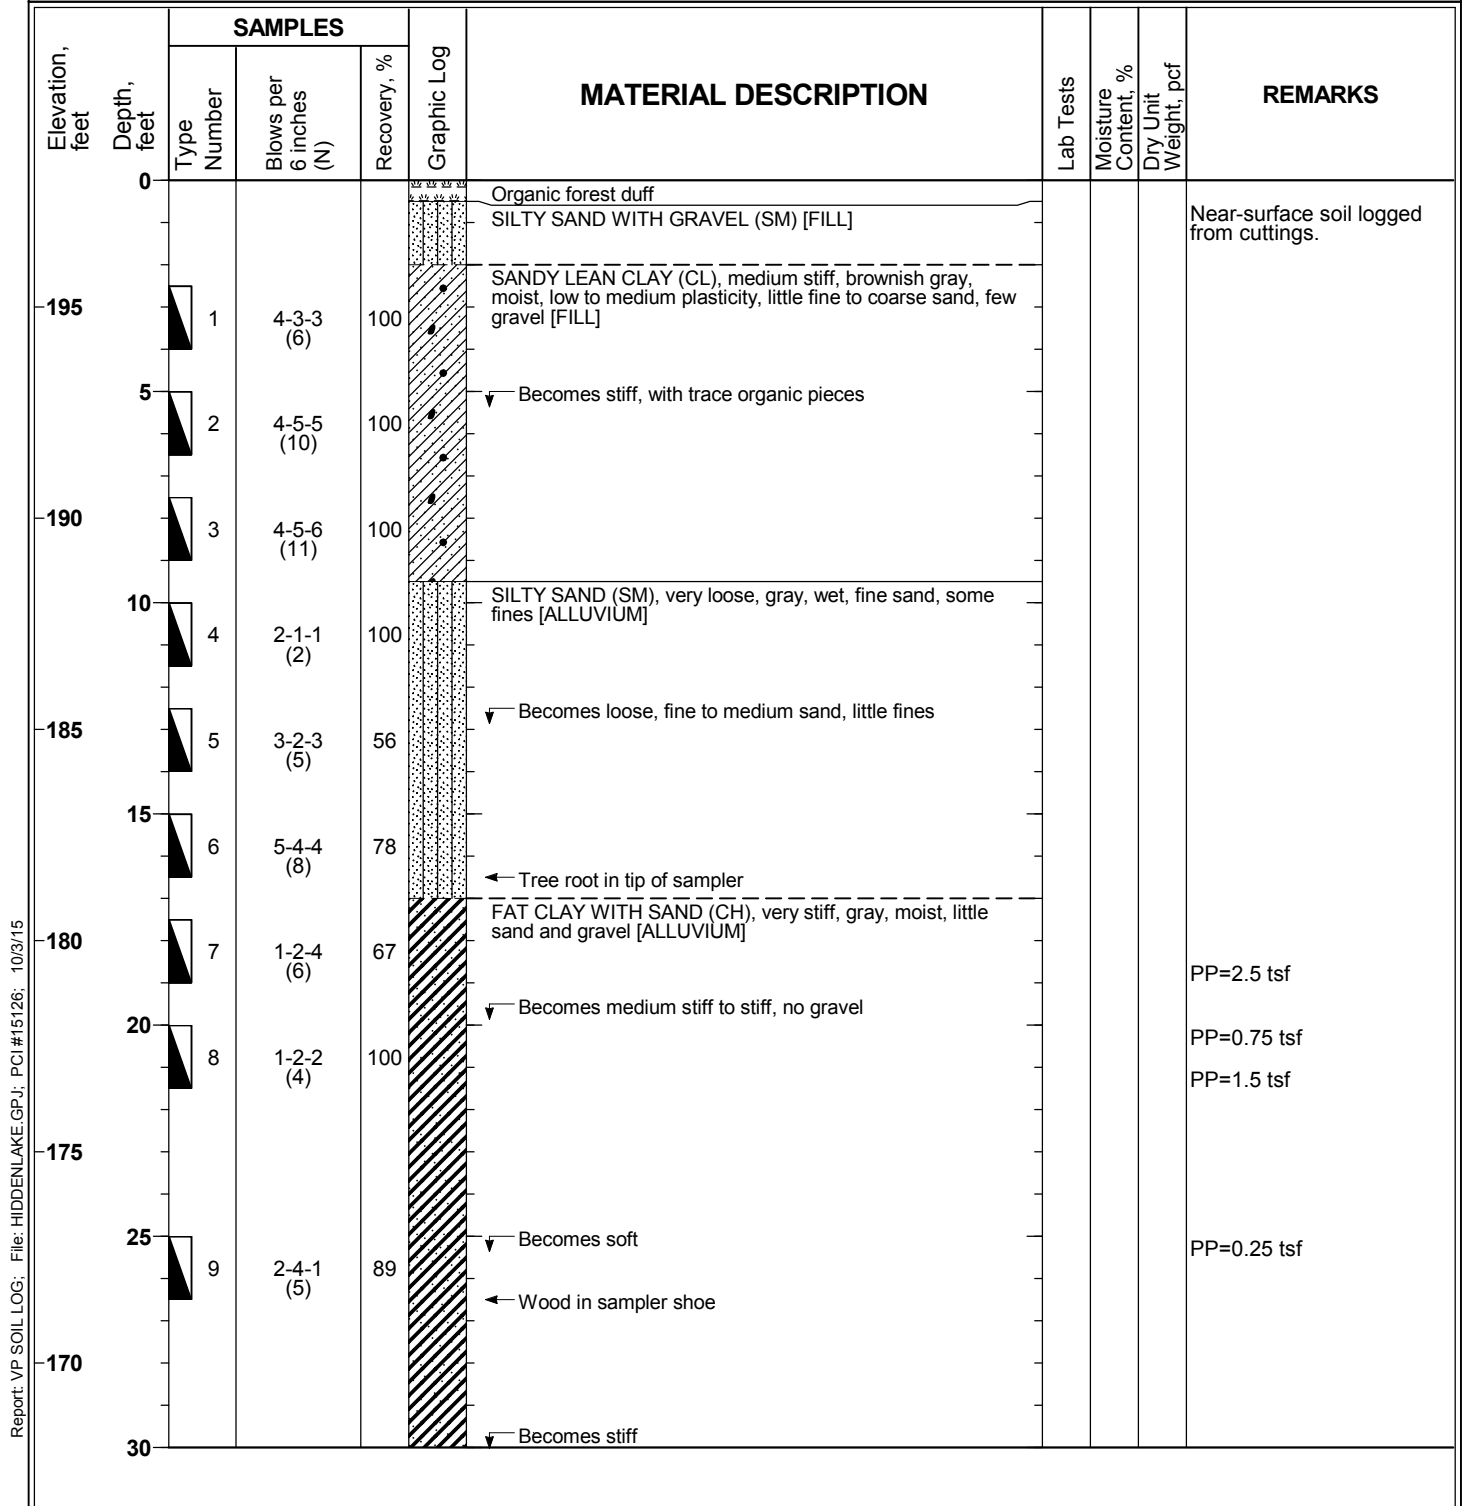 SAMPLES
Elevation,
feet
Depth,
feet
Type
Number
Blows per
6 inches
(N)
Recovery, %
Graphic Log
MATERIAL DESCRIPTION
Lab Tests
Moisture
Content, %
Dry Unit
Weight, pcf
REMARKS
0
Organic forest duff
SILTY SAND WITH GRAVEL (SM) [FILL]
Near-surface soil logged
from cuttings.
SANDY LEAN CLAY (CL), medium stiff, brownish gray,
moist, low to medium plasticity, little fine to coarse sand, few
gravel [FILL]
195
1
4-3-3
(6)
100
5
Becomes stiff, with trace organic pieces
2
4-5-5
(10)
100
190
3
4-5-6
(11)
100
SILTY SAND (SM), very loose, gray, wet, fine sand, some
fines [ALLUVIUM]
10
4
2-1-1
(2)
100
Becomes loose, fine to medium sand, little fines
185
5
3-2-3
(5)
56
15
6
5-4-4
(8)
78
Tree root in tip of sampler
FAT CLAY WITH SAND (CH), very stiff, gray, moist, little
sand and gravel [ALLUVIUM]
180
7
1-2-4
(6)
67
PP=2.5 tsf
Becomes medium stiff to stiff, no gravel
20
PP=0.75 tsf
8
1-2-2
(4)
100
PP=1.5 tsf
175
25
Becomes soft
PP=0.25 tsf
9
2-4-1
(5)
89
Wood in sampler shoe
170
Becomes stiff
30
Report: VP SOIL LOG; File: HIDDENLAKE.GPJ; PCI #15126; 10/3/15